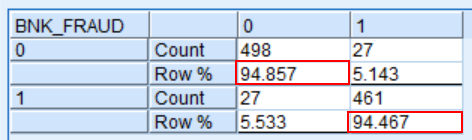 BNK_FRAUD 0 1
0 Count 498 27
Row % 94.857 5.143
1 Count 27 461
Row % 5.533 94.467